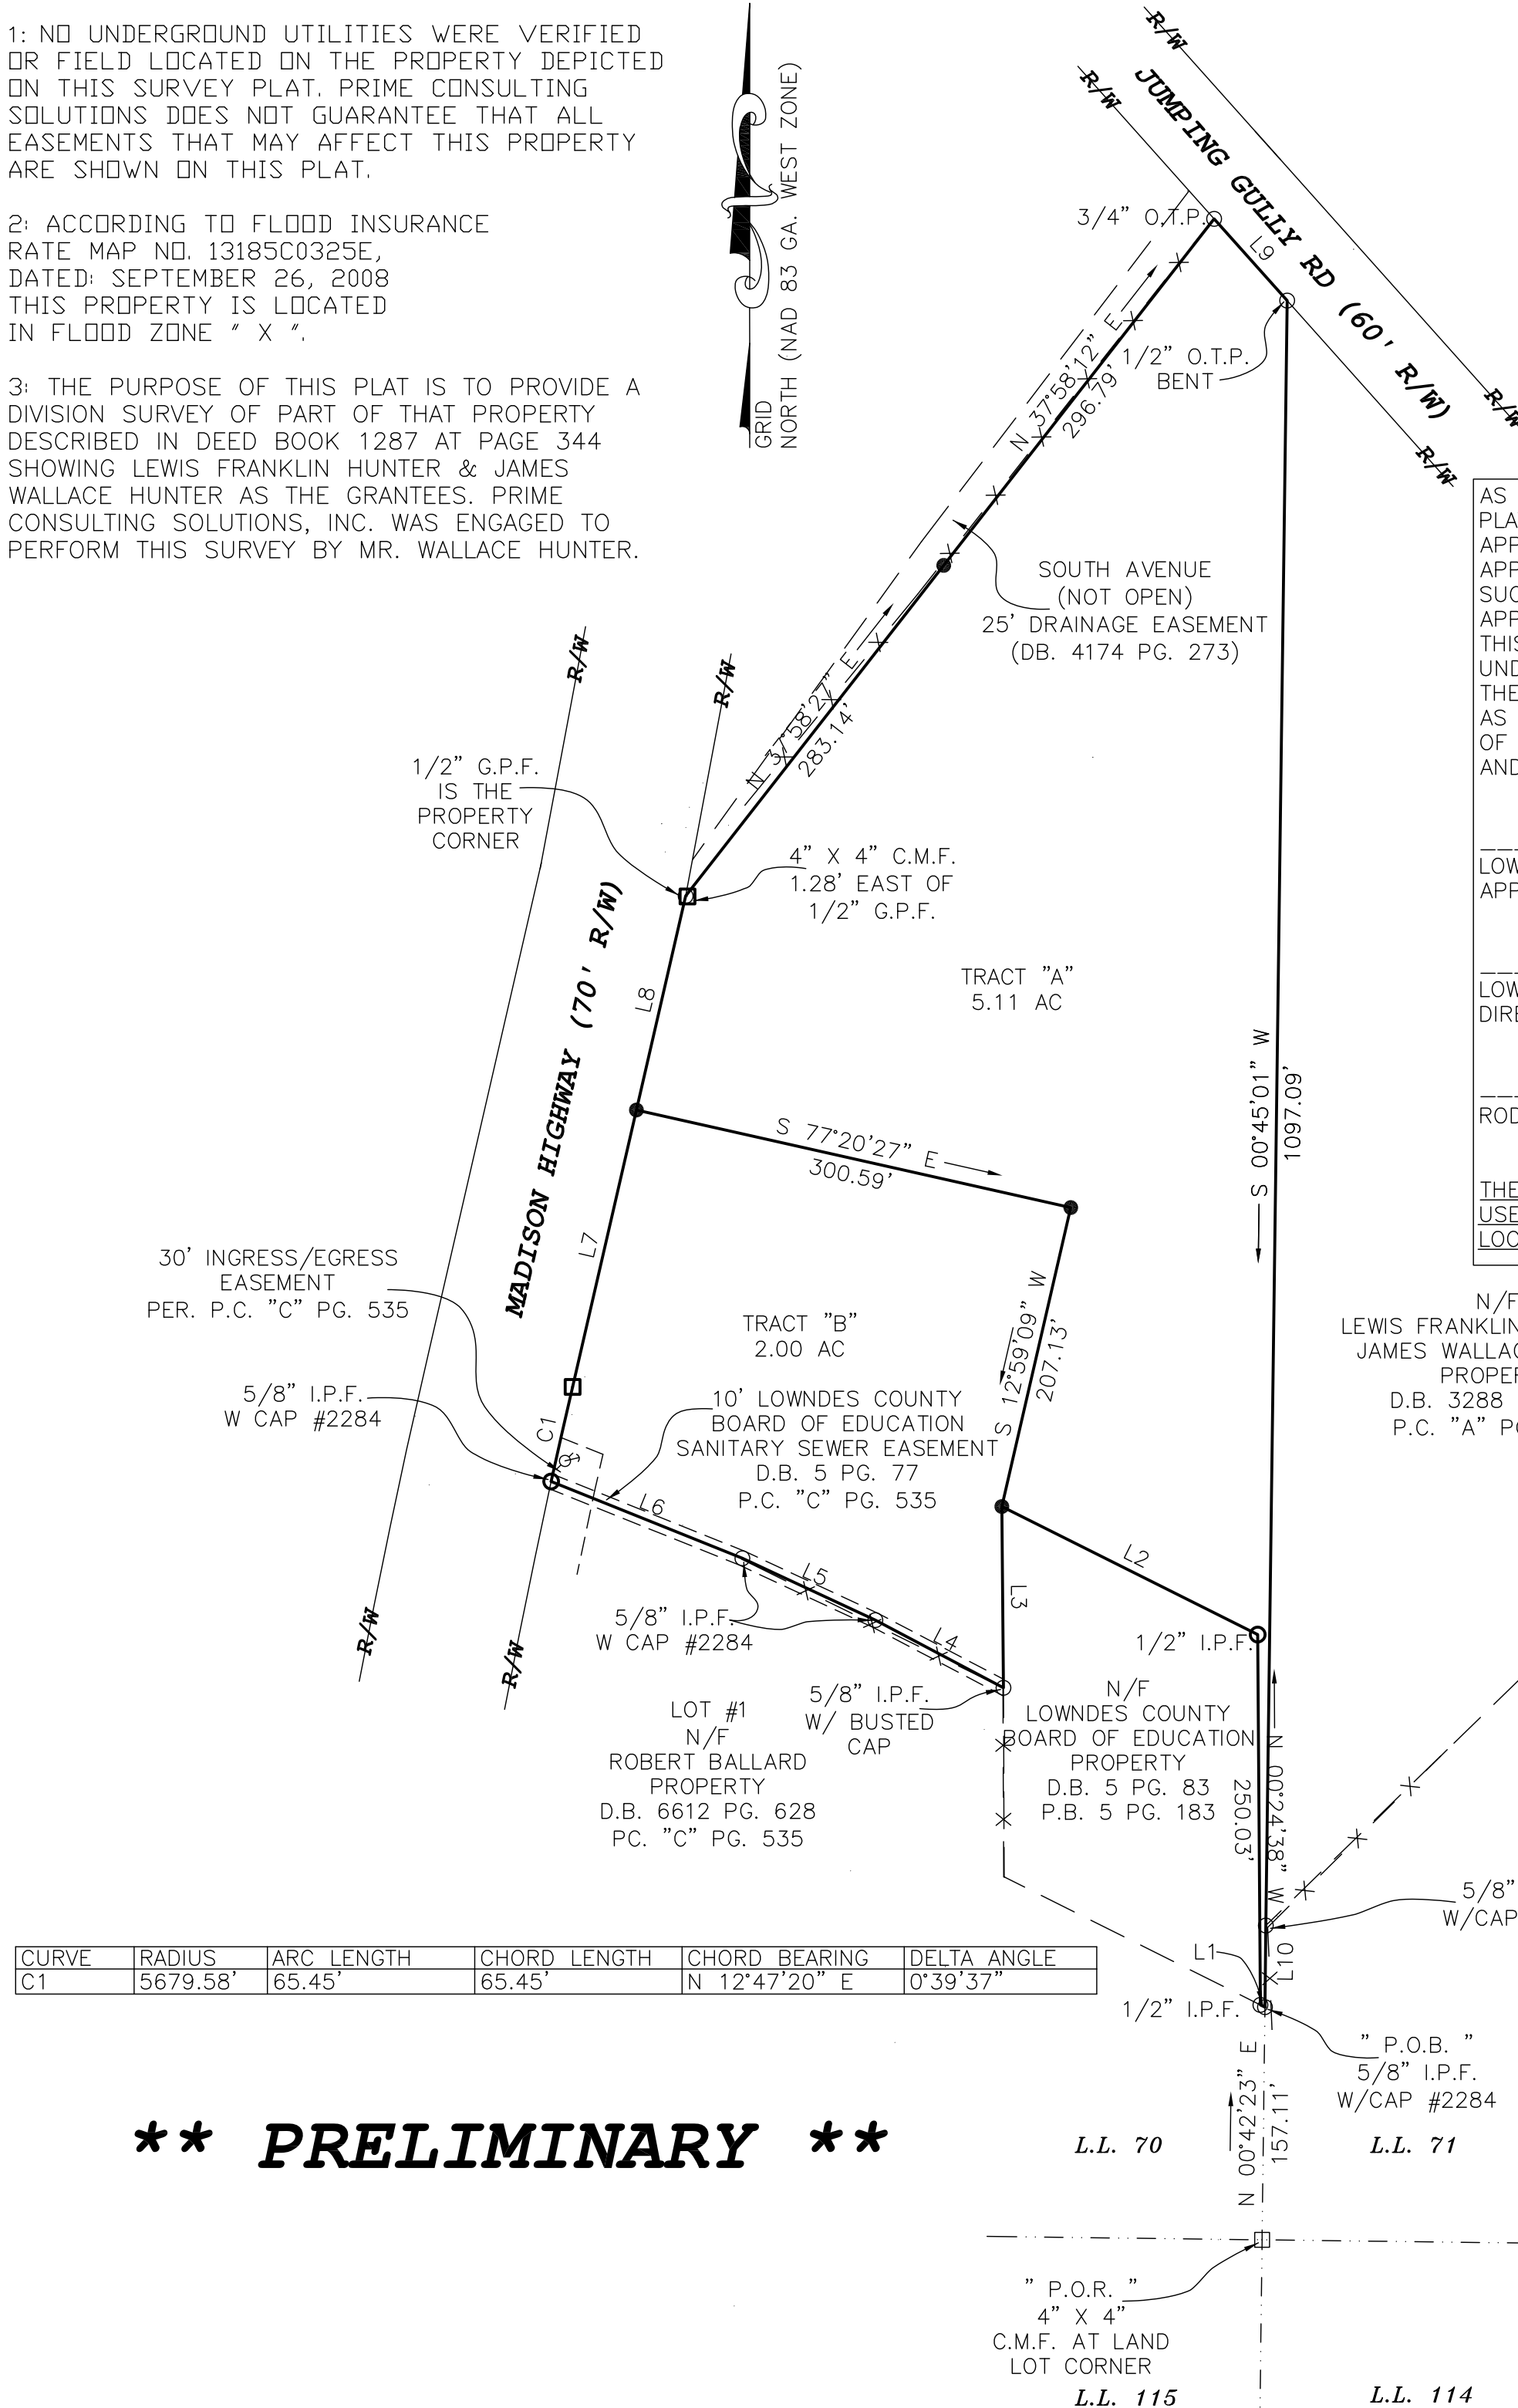 1: NO UNDERGROUND UTILITIES WERE VERIFIED
OR FIELD LOCATED ON THE PROPERTY DEPICTED
ON THIS SURVEY PLAT. PRIME CONSULTING
SOLUTIONS DOES NOT GUARANTEE THAT ALL
EASEMENTS THAT MAY AFFECT THIS PROPERTY
ARE SHOWN ON THIS PLAT.
2: ACCORDING TO FLOOD INSURANCE
RATE MAP NO. 13185C0325E,
DATED: SEPTEMBER 26, 2008
THIS PROPERTY IS LOCATED
IN FLOOD ZONE " X ".
3: THE PURPOSE OF THIS PLAT IS TO PROVIDE A
DIVISION SURVEY OF PART OF THAT PROPERTY
DESCRIBED IN DEED BOOK 1287 AT PAGE 344
SHOWING LEWIS FRANKLIN HUNTER & JAMES
WALLACE HUNTER AS THE GRANTEES. PRIME
CONSULTING SOLUTIONS, INC. WAS ENGAGED TO
PERFORM THIS SURVEY BY MR. WALLACE HUNTER.
GRID
NORTH (NAD 83 GA. WEST ZONE)
R/W
R/W
JUMPING GULLY RD (60' R/W)
R/W
R/W
3/4" O.T.P.
L9
1/2" O.T.P.
BENT
N 37°58'12" E
296.79'
SOUTH AVENUE
(NOT OPEN)
25' DRAINAGE EASEMENT
(DB. 4174 PG. 273)
N 37°58'27" E
283.14'
R/W
R/W
1/2" G.P.F.
IS THE
PROPERTY
CORNER
4" X 4" C.M.F.
1.28' EAST OF
1/2" G.P.F.
MADISON HIGHWAY (70' R/W)
L8
TRACT "A"
5.11 AC
S 00°45'01" W
1097.09'
S 77°20'27" E
300.59'
L7
30' INGRESS/EGRESS
EASEMENT
PER. P.C. "C" PG. 535
TRACT "B"
2.00 AC
S 12°59'09" W
207.13'
5/8" I.P.F.
W CAP #2284
C1
10' LOWNDES COUNTY
BOARD OF EDUCATION
SANITARY SEWER EASEMENT
D.B. 5 PG. 77
P.C. "C" PG. 535
L6
L5
L4
L3
L2
5/8" I.P.F.
W CAP #2284
1/2" I.P.F.
R/W
R/W
LOT #1
N/F
ROBERT BALLARD
PROPERTY
D.B. 6612 PG. 628
PC. "C" PG. 535
5/8" I.P.F.
W/ BUSTED
CAP
N/F
LOWNDES COUNTY
BOARD OF EDUCATION
PROPERTY
D.B. 5 PG. 83
P.B. 5 PG. 183
N 00°24'38" W
250.03'
AS
LEWIS FRANKLIN
D.B. 3288
5/8"
W/CAP
L1
L10
CURVE RADIUS ARC LENGTH CHORD LENGTH CHORD BEARING DELTA ANGLE
C1 5679.58' 65.45' 65.45' N 12°47'20" E 0°39'37"
1/2" I.P.F.
" P.O.B. "
5/8" I.P.F.
W/CAP #2284
N 00°42'23" E
157.11'
** PRELIMINARY **
L.L. 70
L.L. 71
" P.O.R. "
4" X 4"
C.M.F. AT LAND
LOT CORNER
L.L. 115
L.L. 114